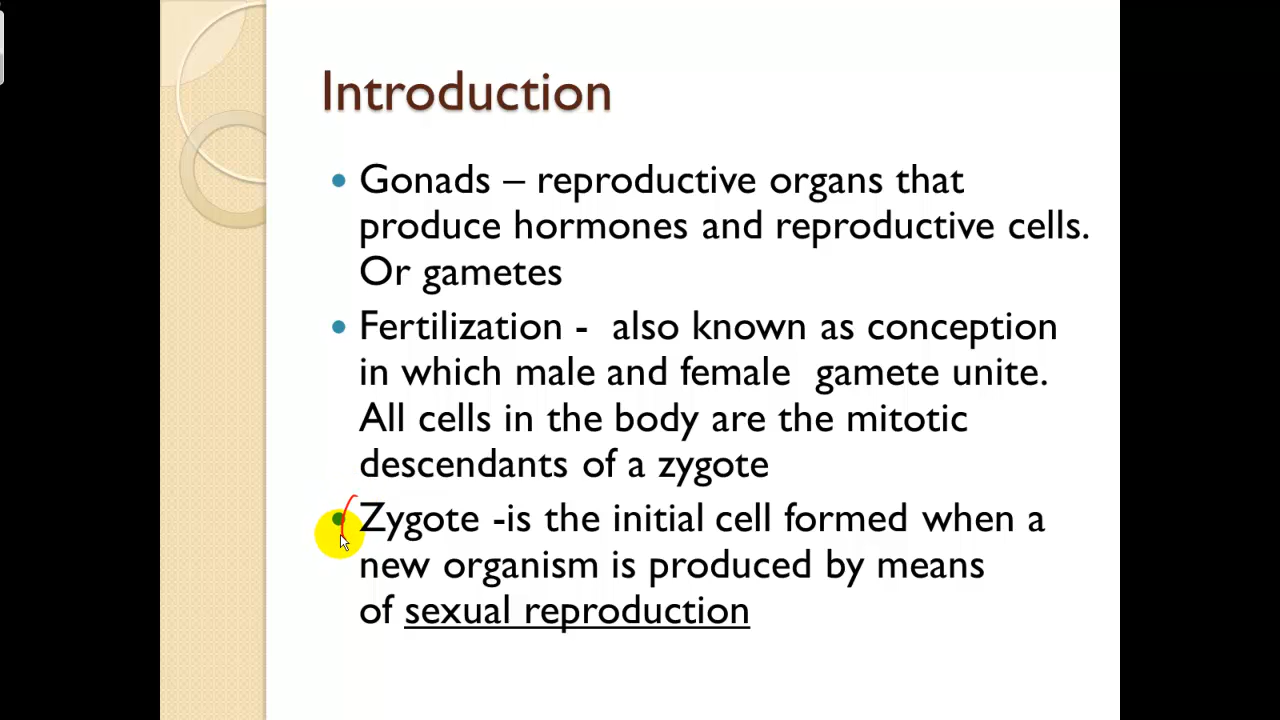 Introduction
• Gonads – reproductive organs that
produce hormones and reproductive cells.
Or gametes
• Fertilization -  also known as conception
in which male and female  gamete unite.
All cells in the body are the mitotic
descendants of a zygote
• Zygote -is the initial cell formed when a
new organism is produced by means
of sexual reproduction